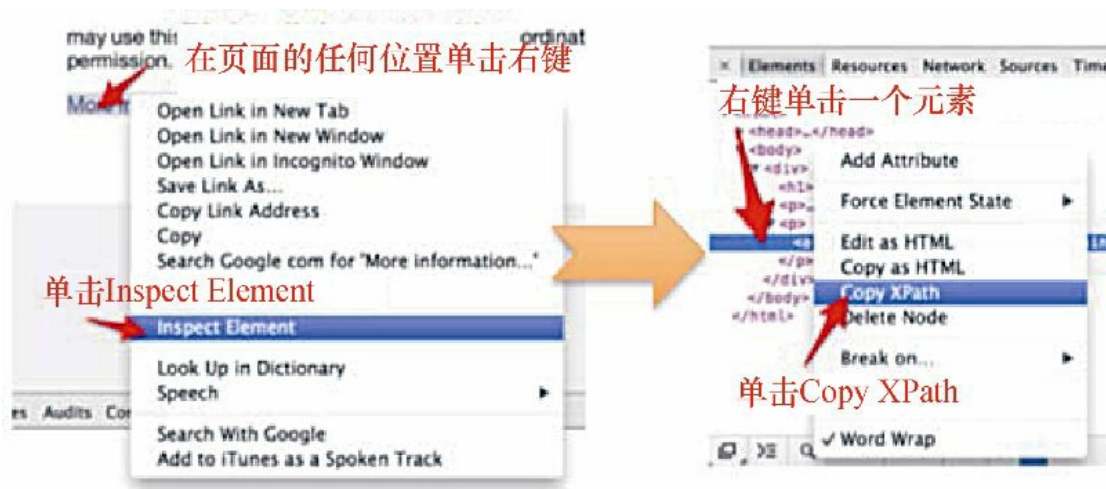 may use this
ordinat
permission.
在页面的任何位置单击右键
More
Open Link in New Tab
Open Link in New Window
Open Link in Incognito Window
Save Link As...
Copy Link Address
Copy
Search Google com for "More information..."
单击Inspect Element
Inspect Element
Look Up in Dictionary
Speech
es Audits Co
Search With Google
Add to iTunes as a Spoken Track
× Elements Resources Network Sources Time
右键单击一个元素
<head>…</head>
<body>
<div>
<h1>
<p>
<p>
</p>
</div>
</body>
</html>
Add Attribute
Force Element State
Edit as HTML
Copy as HTML
Copy XPath
Delete Node
Break on...
单击Copy XPath
✓ Word Wrap